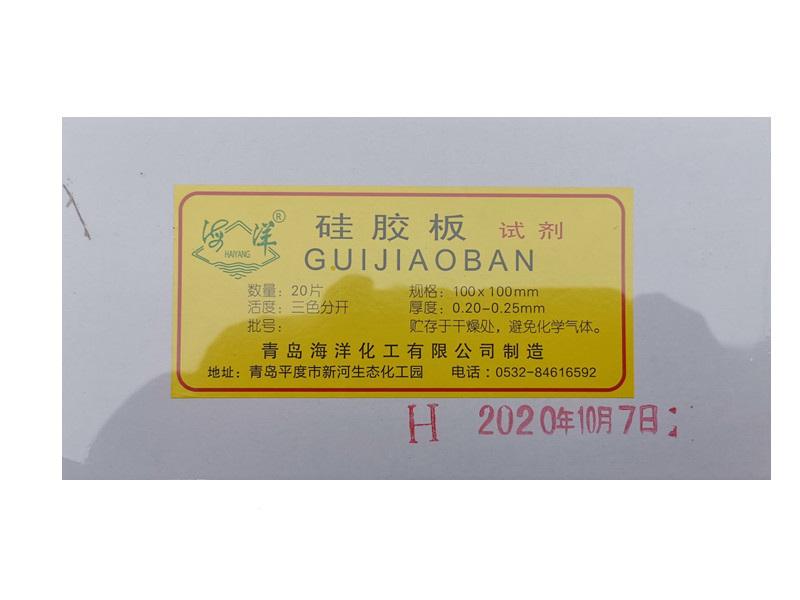 海洋® 硅胶板 试剂
HAIYANG GUIJIAOBAN
数量: 20片 规格: 100x100mm
活度: 三色分开 厚度: 0.20-0.25mm
批号: 贮存于干燥处，避免化学气体。
青岛海洋化工有限公司制造
地址: 青岛平度市新河生态化工园 电话: 0532-84616592
H 2020年10月7日